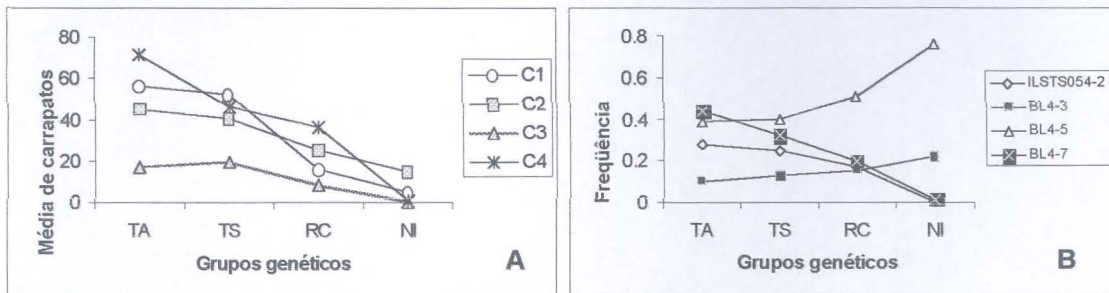 80
60
40
20
0
Média de carrapatos
TA TS RC NI
Grupos genéticos
A
C1
C2
C3
C4
0.8
0.6
0.4
0.2
0
Freqüência
TA TS RC NI
Grupos genéticos
B
ILSTS054-2
BL4-3
BL4-5
BL4-7